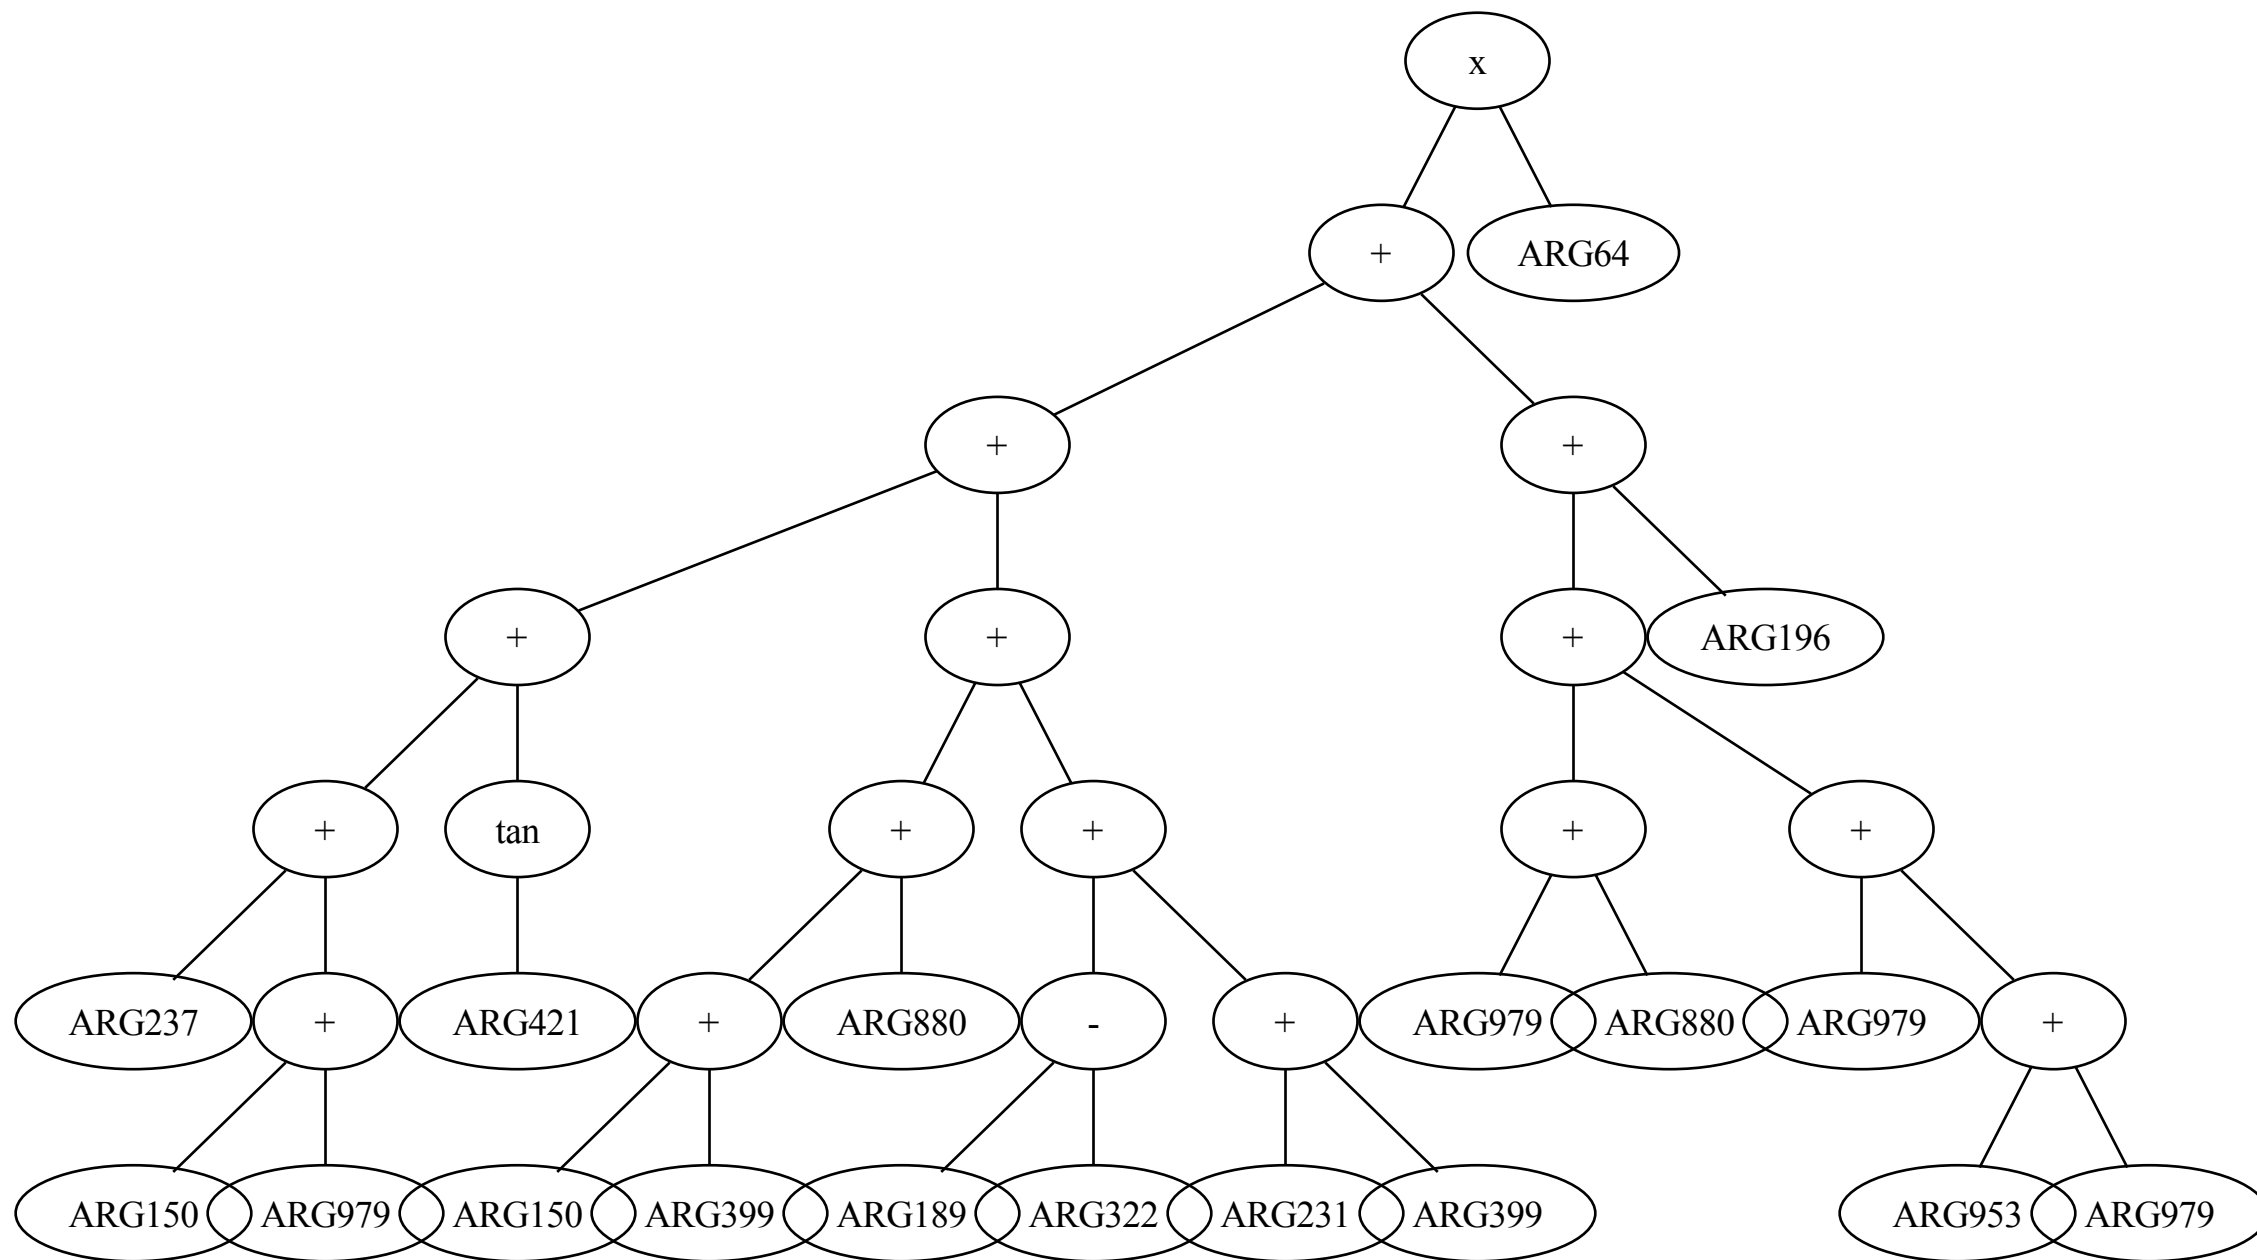 x
+ ARG64
+ +
+ + + ARG196
+ tan + + + +
ARG237 + ARG421 + ARG880 - + ARG979 ARG880 ARG979 +
ARG150 ARG979 ARG150 ARG399 ARG189 ARG322 ARG231 ARG399 ARG953 ARG979